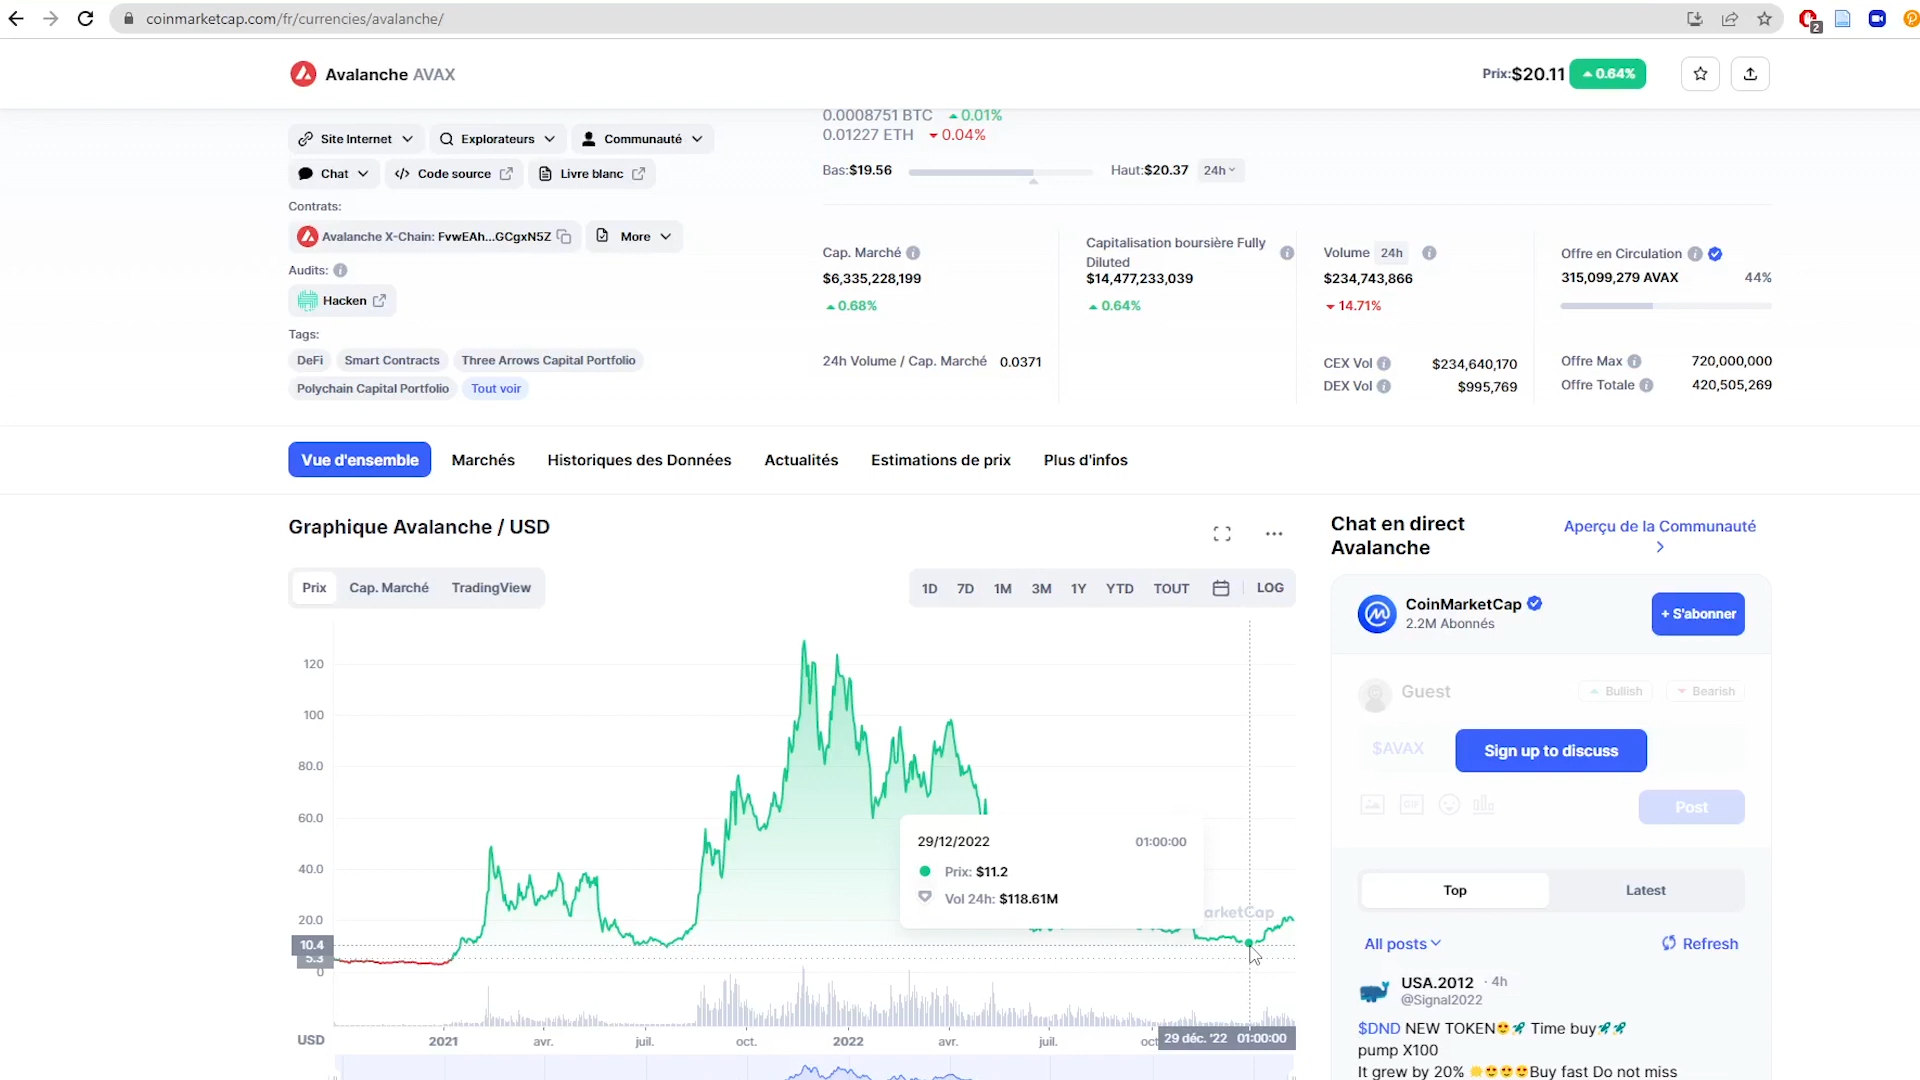 coinmarketcap.com/fr/currencies/avalanche/
2
Avalanche AVAX
Prix:$20.11 0.64%
0.0008751 BTC 0.01%
0.01227 ETH 0.04%
Site Internet Explorateurs Communauté
Bas:$19.56 Haut:$20.37 24h
Chat Code source Livre blanc
Contrats:
Avalanche X-Chain: FvwEAh...GCgxN5Z More
Audits:
Hacken
Tags:
DeFi Smart Contracts Three Arrows Capital Portfolio
Polychain Capital Portfolio Tout voir
Cap. Marché
$6,335,228,199
0.68%
24h Volume / Cap. Marché 0.0371
Capitalisation boursière Fully
Diluted
$14,477,233,039
0.64%
Volume 24h
$234,743,866
14.71%
CEX Vol $234,640,170
DEX Vol $995,769
Offre en Circulation
315,099,279 AVAX 44%
Offre Max 720,000,000
Offre Totale 420,505,269
Vue d'ensemble Marchés Historiques des Données Actualités Estimations de prix Plus d'infos
Graphique Avalanche / USD
Prix Cap. Marché TradingView
1D 7D 1M 3M 1Y YTD TOUT LOG
120
100
80.0
60.0
40.0
20.0
10.4
5.3
0
29/12/2022 01:00:00
Prix: $11.2
Vol 24h: $118.61M
arketCap
USD 2021 avr. juil. oct. 2022 avr. juil. oct
29 déc. '22 01:00:00
Chat en direct
Avalanche
Aperçu de la Communauté
CoinMarketCap
2.2M Abonnés
+ S'abonner
Guest
Bullish Bearish
$AVAX
Sign up to discuss
GIF
Post
Top Latest
All posts Refresh
USA.2012 · 4h
@Signal2022
$DND NEW TOKEN😍🚀 Time buy🚀🚀
pump X100
It grew by 20% ☀️😍😍😍Buy fast Do not miss